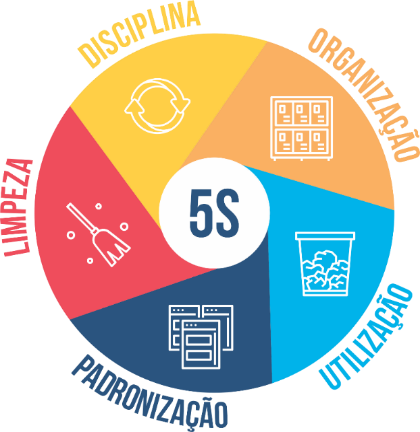 DISCIPLINA
ORGANIZAÇÃO
LIMPEZA
5S
UTILIZAÇÃO
PADRONIZAÇÃO